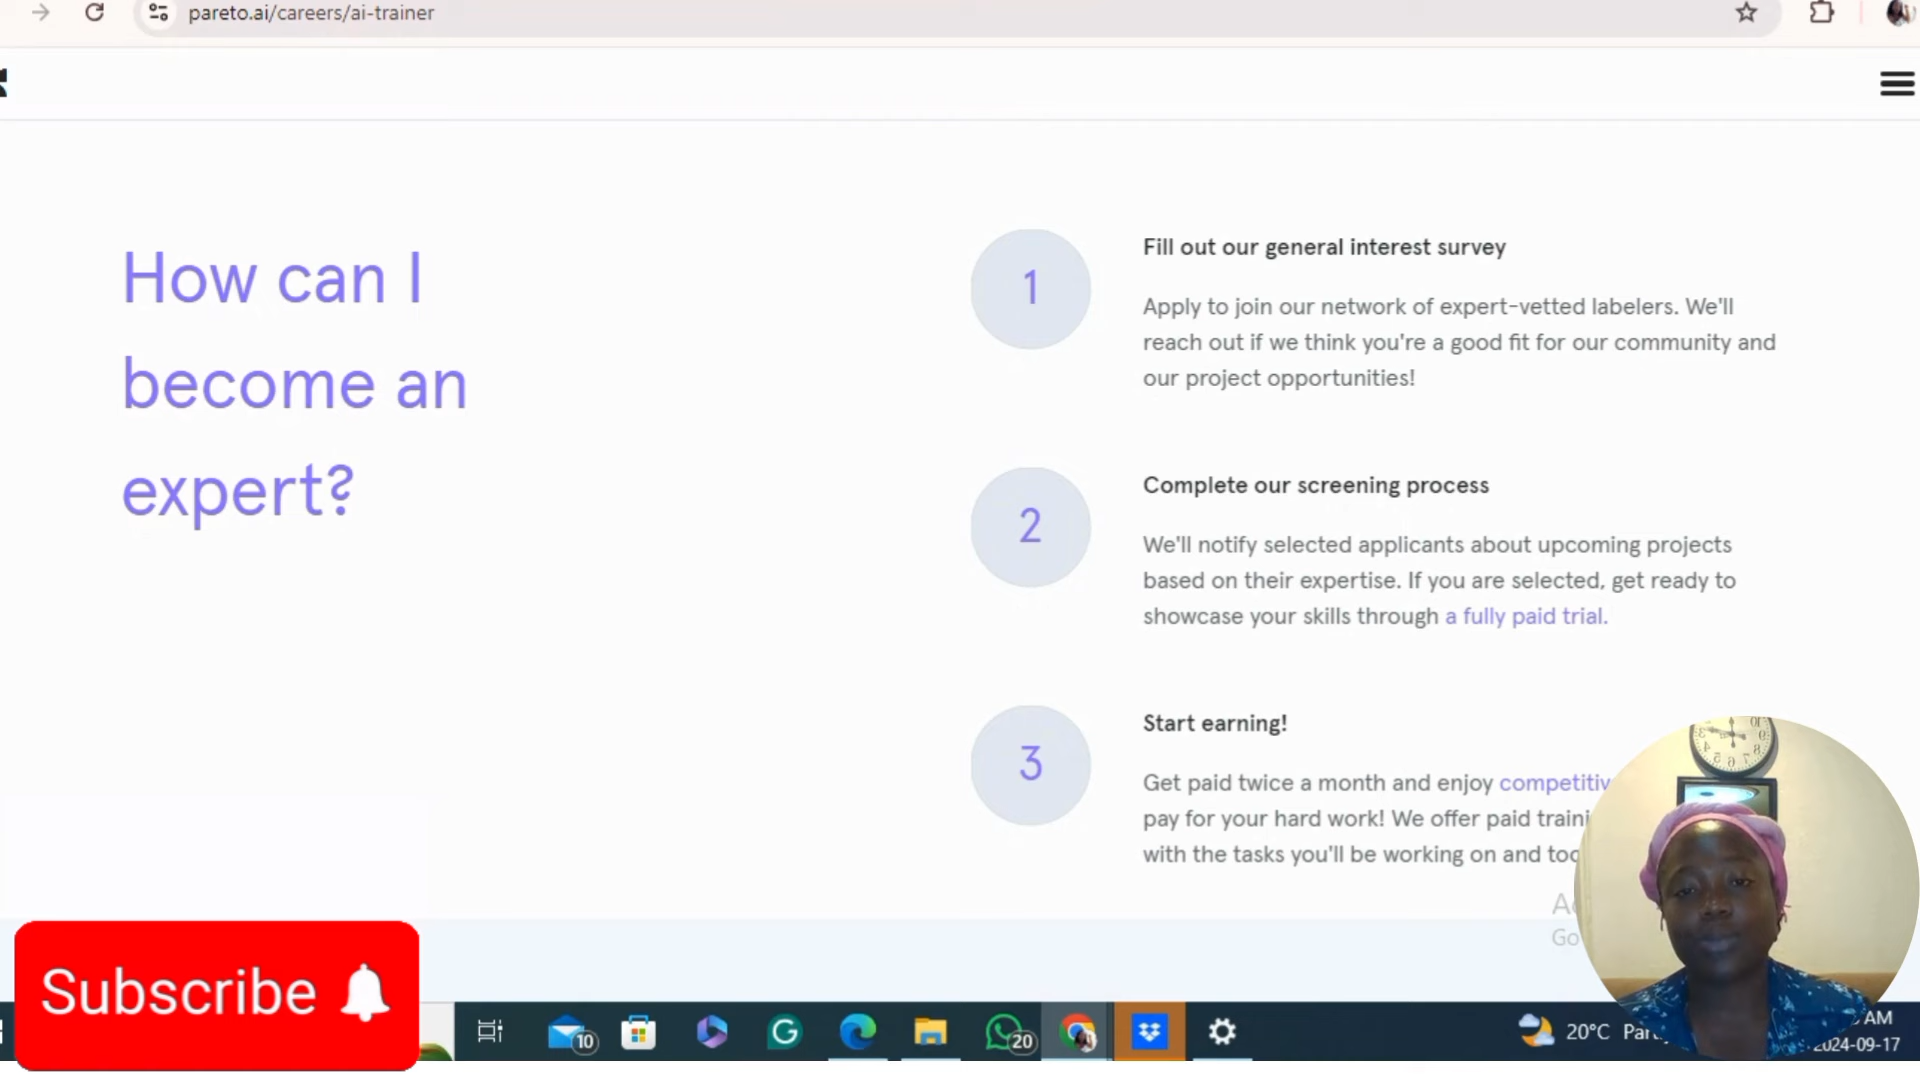 pareto.ai/careers/ai-trainer
How can I
become an
expert?
1
Fill out our general interest survey
Apply to join our network of expert-vetted labelers. We'll
reach out if we think you're a good fit for our community and
our project opportunities!
2
Complete our screening process
We'll notify selected applicants about upcoming projects
based on their expertise. If you are selected, get ready to
showcase your skills through a fully paid trial.
3
Start earning!
Get paid twice a month and enjoy
pay for your hard work! We offer paid
with the tasks you'll be working on and
Subscribe
10
20
20°C
AM
2024-09-17